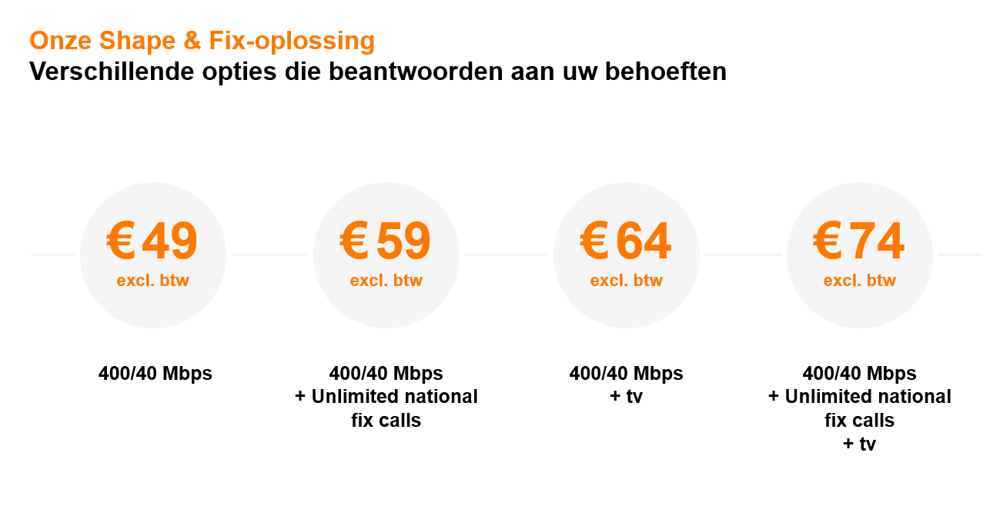 Onze Shape & Fix-oplossing
Verschillende opties die beantwoorden aan uw behoeften
€ 49
excl. btw
400/40 Mbps
€ 59
excl. btw
400/40 Mbps
+ Unlimited national
fix calls
€ 64
excl. btw
400/40 Mbps
+ tv
€ 74
excl. btw
400/40 Mbps
+ Unlimited national
fix calls
+ tv